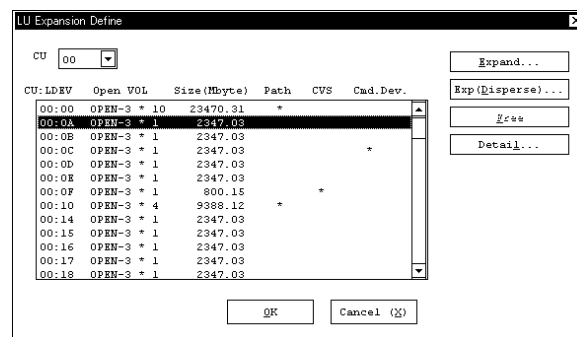 LU Expansion Define
CU 00
Expand...
CU:LDEV Open VOL Size(Mbyte) Path CVS Cmd.Dev.
Exp(Disperse)...
00:00 OPEN-3 * 10 23470.31 *
00:0A OPEN-3 * 1 2347.03
Free
00:0B OPEN-3 * 1 2347.03
00:0C OPEN-3 * 1 2347.03 *
Detail...
00:0D OPEN-3 * 1 2347.03
00:0E OPEN-3 * 1 2347.03
00:0F OPEN-3 * 1 800.15 *
00:10 OPEN-3 * 4 9388.12 *
00:14 OPEN-3 * 1 2347.03
00:15 OPEN-3 * 1 2347.03
00:16 OPEN-3 * 1 2347.03
00:17 OPEN-3 * 1 2347.03
00:18 OPEN-3 * 1 2347.03
OK Cancel (X)